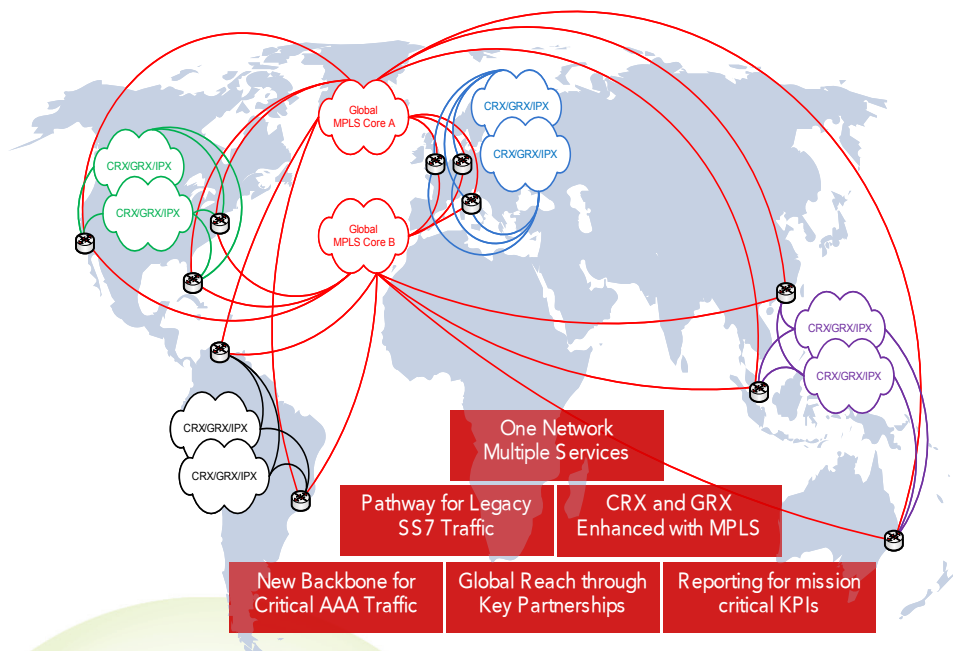 Global
MPLS Core A
CRX/GRX/IPX
CRX/GRX/IPX
CRX/GRX/IPX
CRX/GRX/IPX
Global
MPLS Core B
CRX/GRX/IPX
CRX/GRX/IPX
CRX/GRX/IPX
CRX/GRX/IPX
One Network
Multiple Services
Pathway for Legacy
SS7 Traffic
CRX and GRX
Enhanced with MPLS
New Backbone for
Critical AAA Traffic
Global Reach through
Key Partnerships
Reporting for mission
critical KPIs